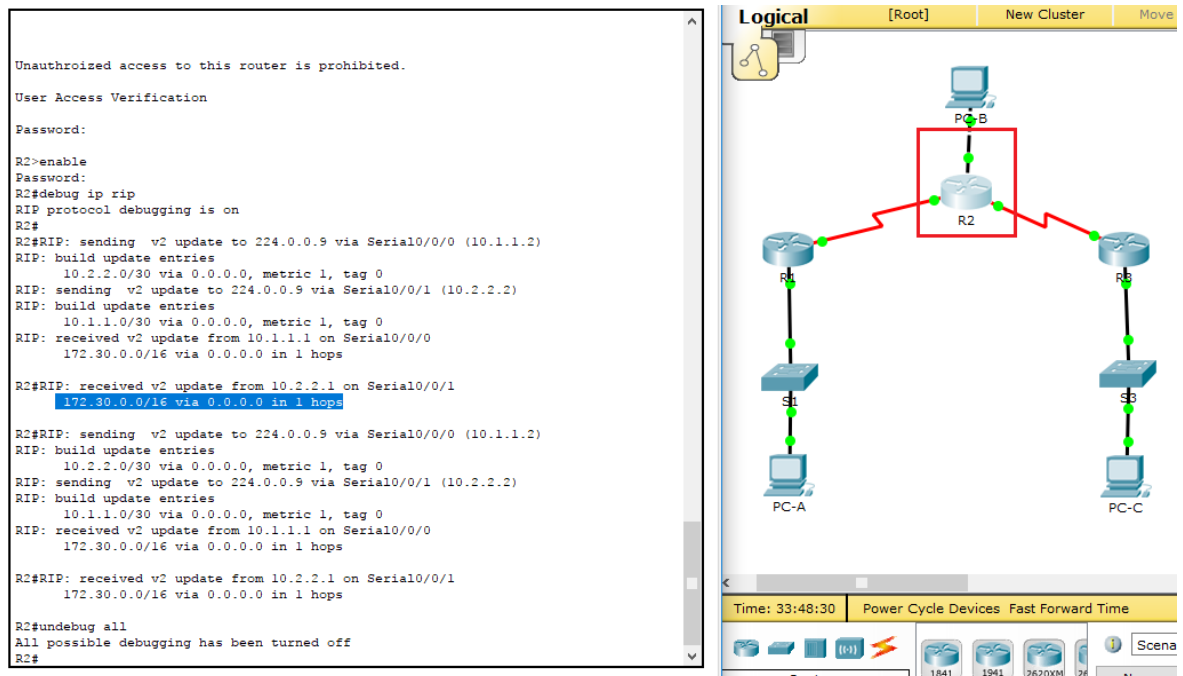 Unauthroized access to this router is prohibited.
User Access Verification
Password:
R2>enable
Password:
R2#debug ip rip
RIP protocol debugging is on
R2#
R2#RIP: sending  v2 update to 224.0.0.9 via Serial0/0/0 (10.1.1.2)
RIP: build update entries
      10.2.2.0/30 via 0.0.0.0, metric 1, tag 0
RIP: sending  v2 update to 224.0.0.9 via Serial0/0/1 (10.2.2.2)
RIP: build update entries
      10.1.1.0/30 via 0.0.0.0, metric 1, tag 0
RIP: received v2 update from 10.1.1.1 on Serial0/0/0
      172.30.0.0/16 via 0.0.0.0 in 1 hops
R2#RIP: received v2 update from 10.2.2.1 on Serial0/0/1
      172.30.0.0/16 via 0.0.0.0 in 1 hops
R2#RIP: sending  v2 update to 224.0.0.9 via Serial0/0/0 (10.1.1.2)
RIP: build update entries
      10.2.2.0/30 via 0.0.0.0, metric 1, tag 0
RIP: sending  v2 update to 224.0.0.9 via Serial0/0/1 (10.2.2.2)
RIP: build update entries
      10.1.1.0/30 via 0.0.0.0, metric 1, tag 0
RIP: received v2 update from 10.1.1.1 on Serial0/0/0
      172.30.0.0/16 via 0.0.0.0 in 1 hops
R2#RIP: received v2 update from 10.2.2.1 on Serial0/0/1
      172.30.0.0/16 via 0.0.0.0 in 1 hops
R2#undebug all
All possible debugging has been turned off
R2#
Logical [Root] New Cluster Move
PC-B
R2
R1 R3
S1 S3
PC-A PC-C
Time: 33:48:30 Power Cycle Devices Fast Forward Time
Scena
1841 1941 2620XM 26